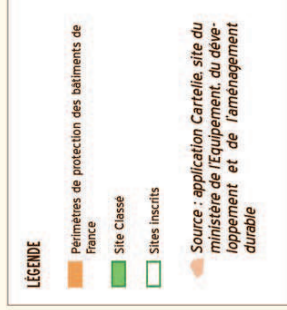 LÉGENDE
Périmètres de protection des bâtiments de
France
Site Classé
Sites inscrits
Source : application Cartelie, site du
ministère de l'Equipement, du déve-
loppement et de l'aménagement
durable